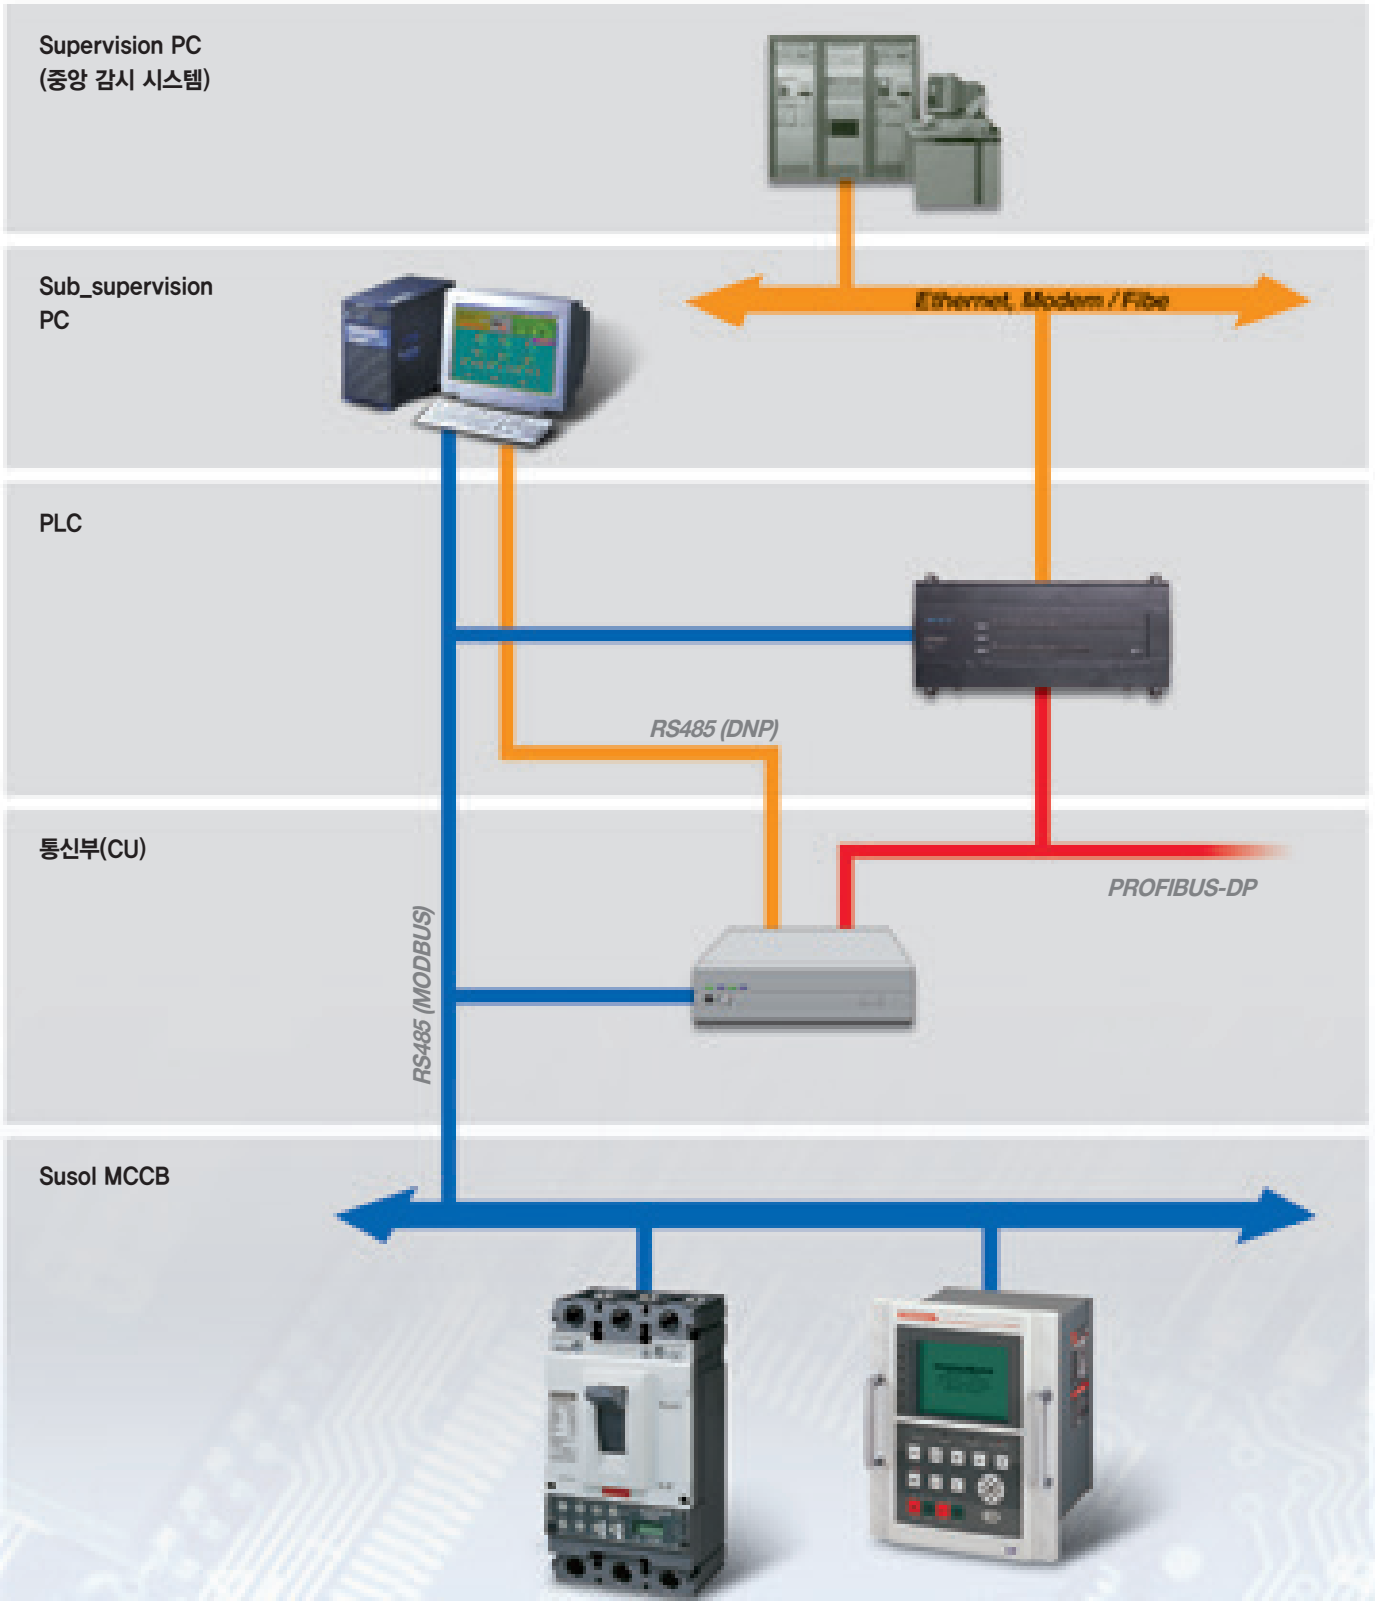 Supervision PC
(중앙 감시 시스템)
Sub_supervision
PC
Ethernet, Modem / Fibe
PLC
RS485 (DNP)
통신부(CU)
PROFIBUS-DP
RS485 (MODBUS)
Susol MCCB